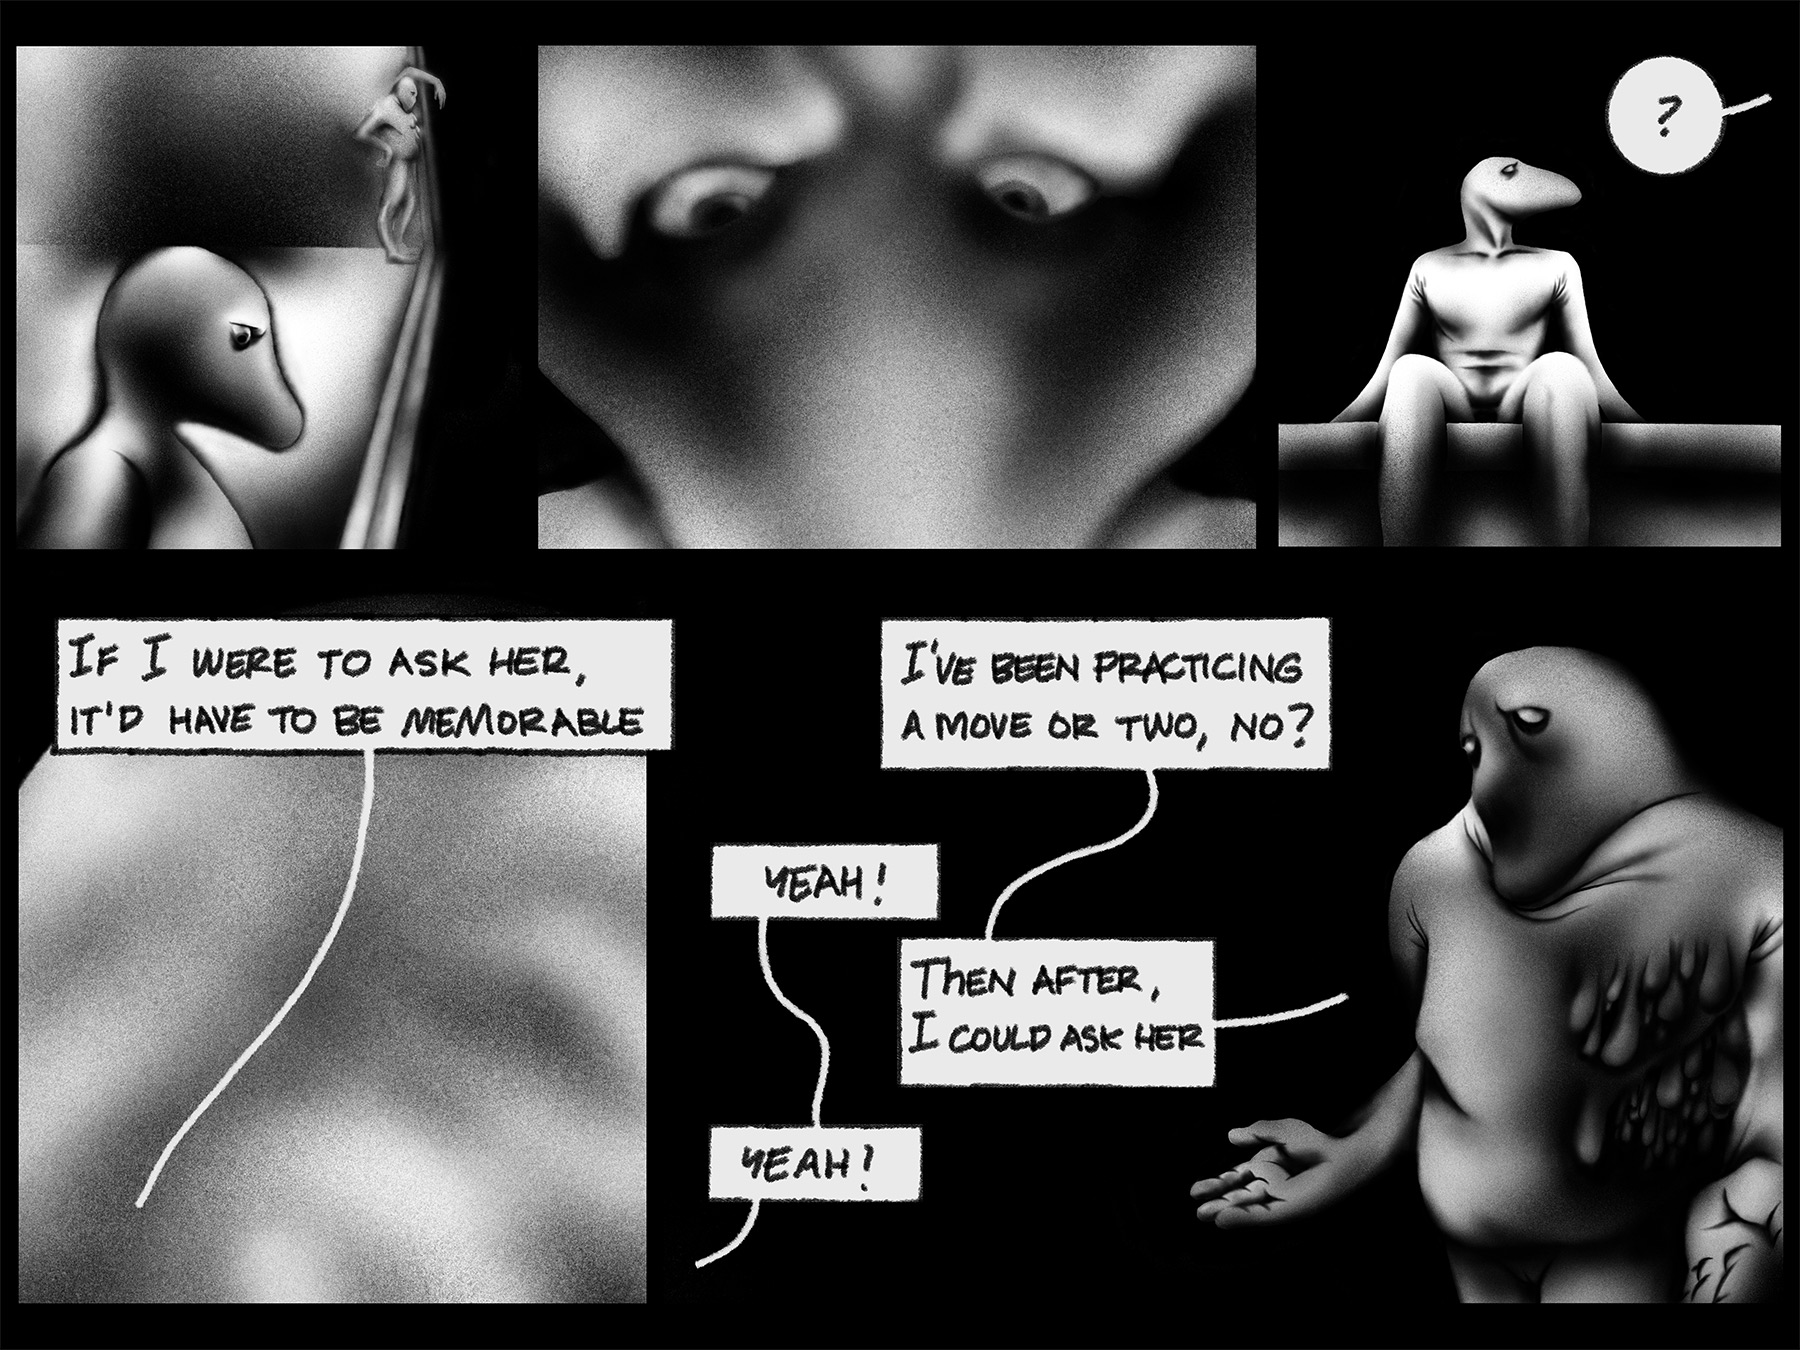 ?
IF I WERE TO ASK HER,
IT'D HAVE TO BE MEMORABLE
I'VE BEEN PRACTICING
A MOVE OR TWO, NO?
YEAH!
THEN AFTER,
I COULD ASK HER
YEAH!